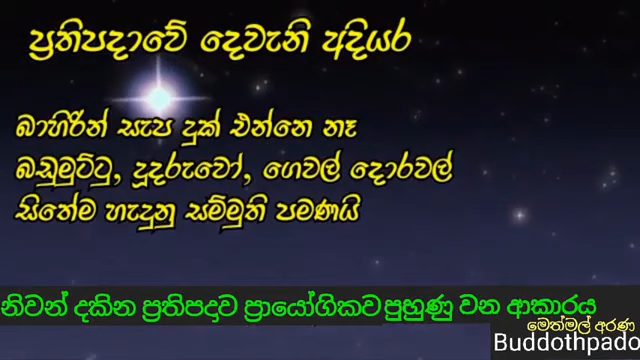 ප්‍රතිපදාවේ දෙවැනි අදියර
බාහිරින් සැප දුක් එන්නෙ නෑ
බඩුමුට්ටු, දූදරුවෝ, ගෙවල් දොරවල්
සිතේම හැදුනු සම්මුති පමණයි
නිවන් දකින ප්‍රතිපදාව ප්‍රායෝගිකව පුහුණු වන ආකාරය
මෙත්මල් අරණ
Buddothpado